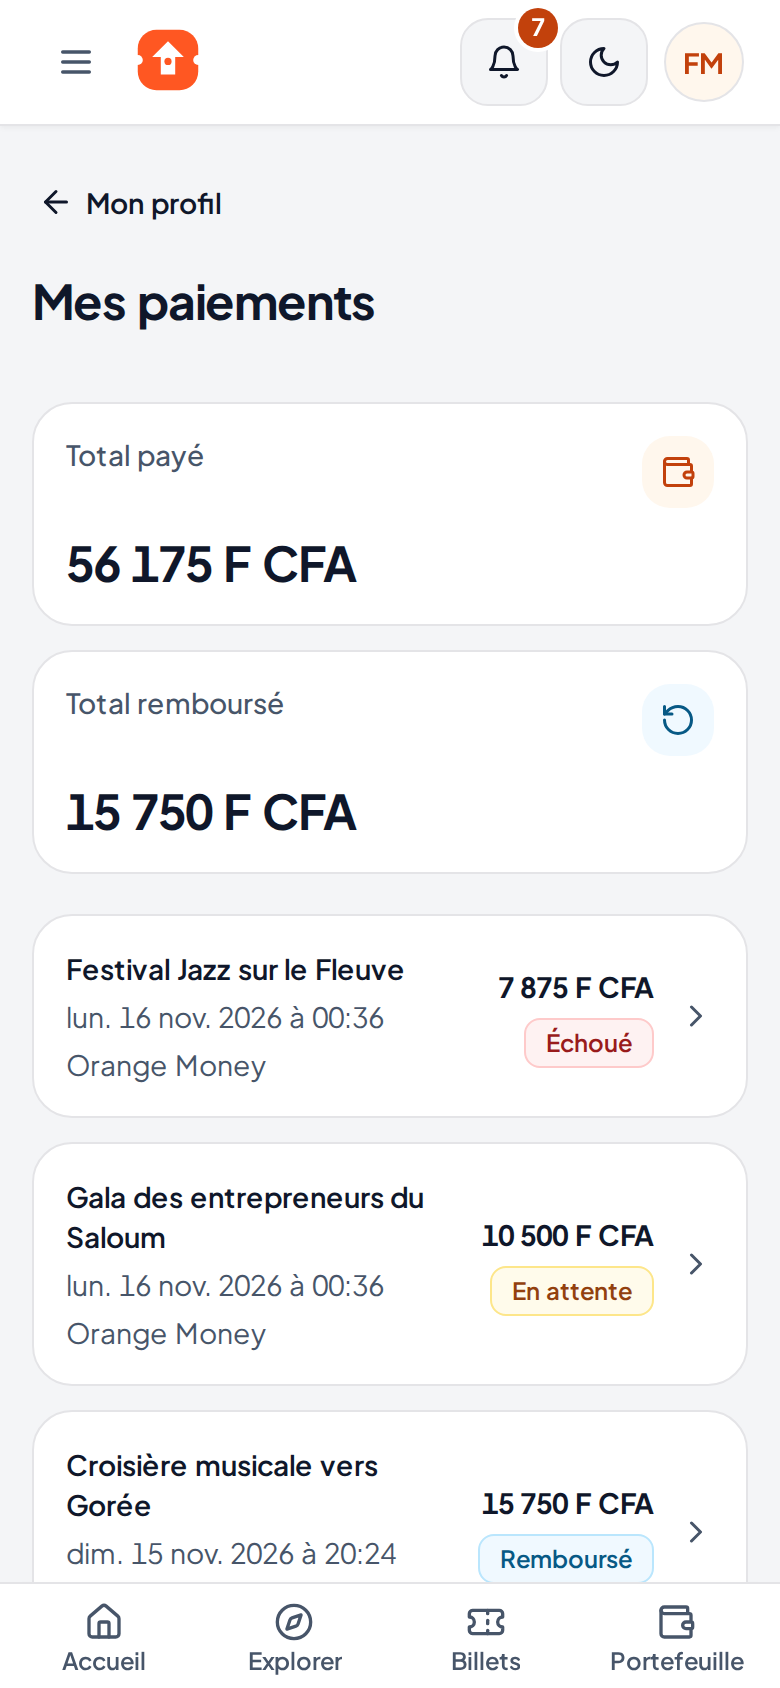 7
FM
Mon profil
Mes paiements
Total payé
56 175 F CFA
Total remboursé
15 750 F CFA
Festival Jazz sur le Fleuve
lun. 16 nov. 2026 à 00:36
Orange Money
7 875 F CFA
Échoué
Gala des entrepreneurs du
Saloum
lun. 16 nov. 2026 à 00:36
Orange Money
10 500 F CFA
En attente
Croisière musicale vers
Gorée
dim. 15 nov. 2026 à 20:24
15 750 F CFA
Remboursé
Accueil
Explorer
Billets
Portefeuille